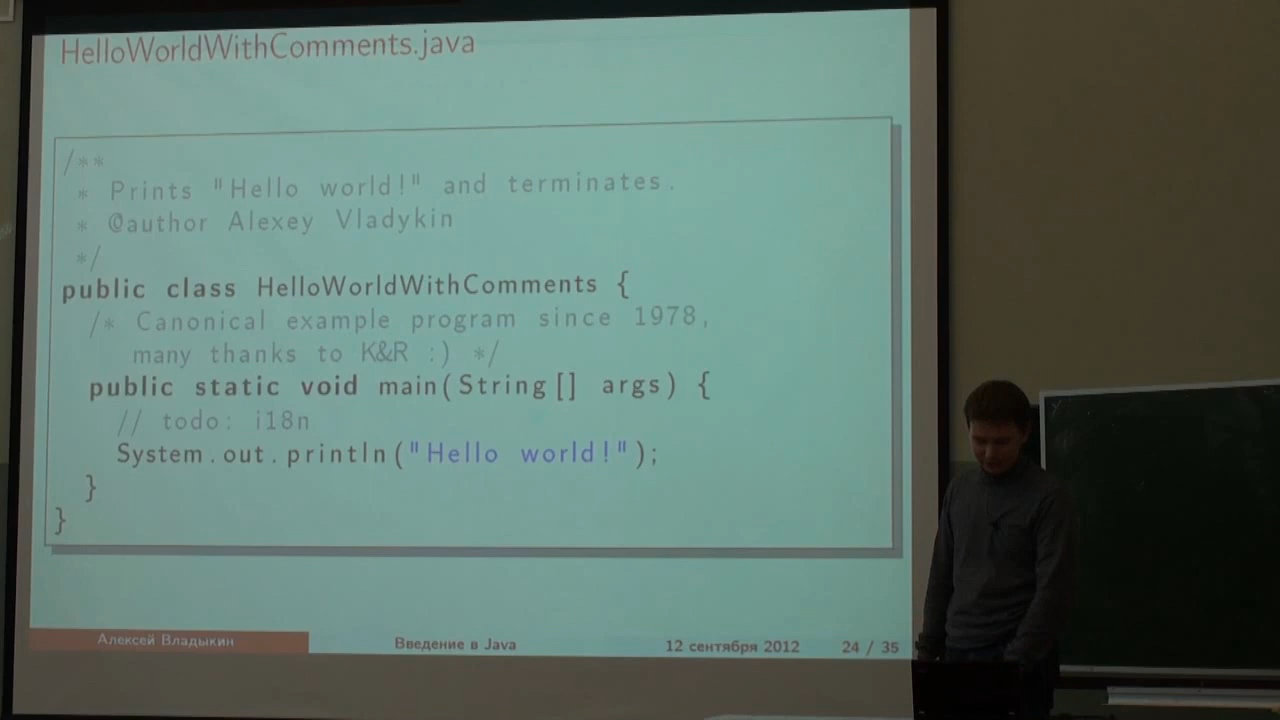 HelloWorldWithComments.java
/**
* Prints "Hello world!" and terminates.
* @author Alexey Vladykin
*/
public class HelloWorldWithComments {
/* Canonical example program since 1978,
many thanks to K&R :) */
public static void main(String[] args) {
// todo: i18n
System.out.println("Hello world!");
}
}
Алексей Владыкин Введение в Java 12 сентября 2012 24 / 35